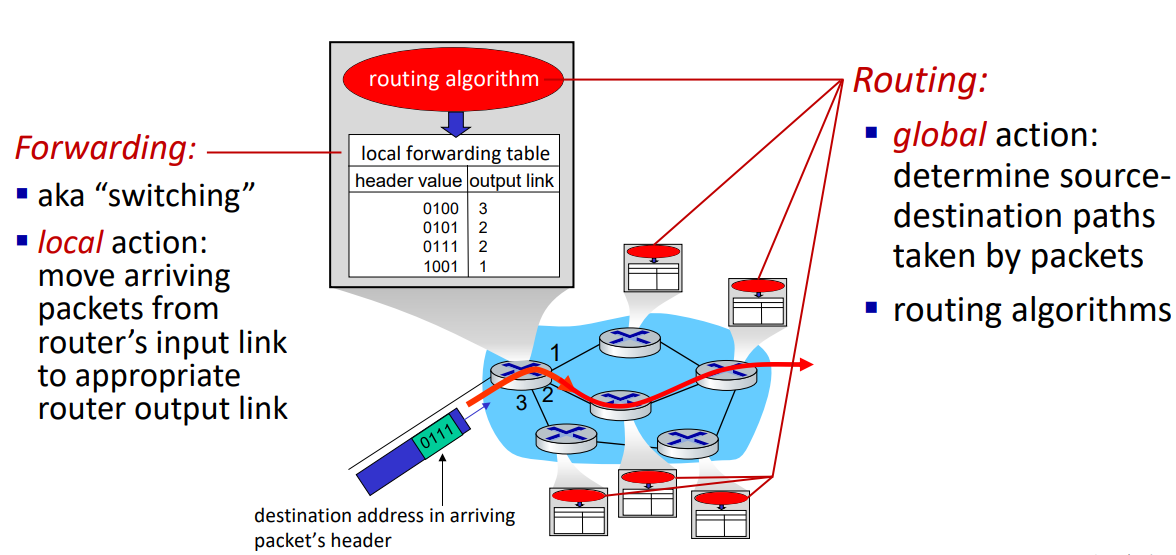 Forwarding:
▪ aka “switching”
▪ local action:
move arriving
packets from
router’s input link
to appropriate
router output link
routing algorithm
local forwarding table
header value output link
0100 3
0101 2
0111 2
1001 1
1
2
3
0111
destination address in arriving
packet’s header
Routing:
▪ global action:
determine source-
destination paths
taken by packets
▪ routing algorithms